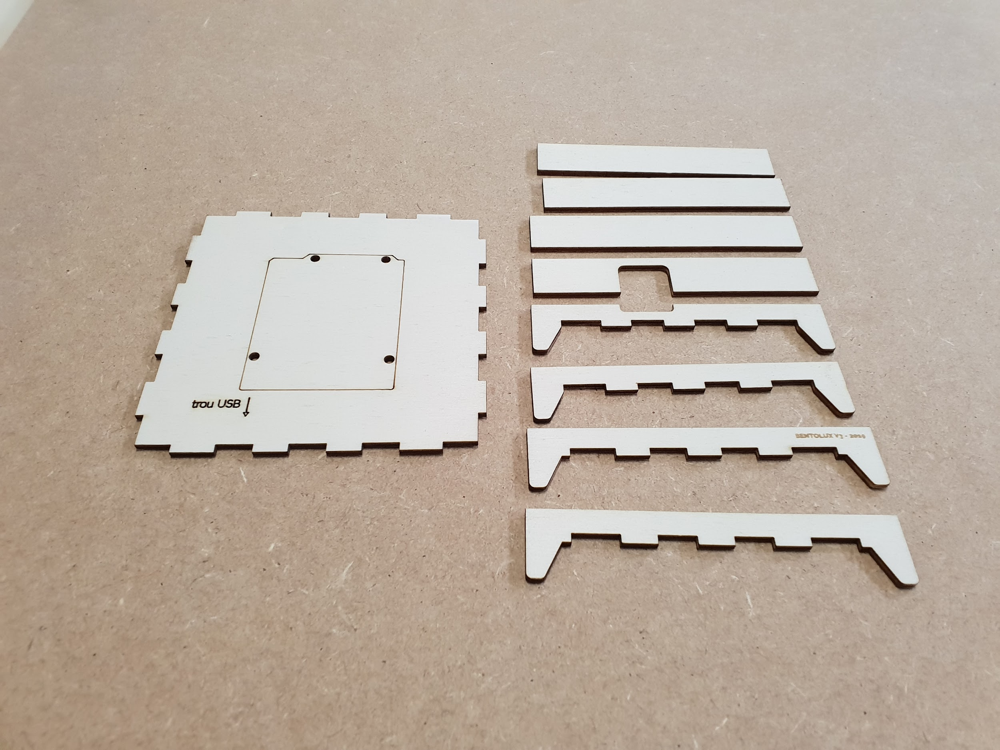 trou USB
BENTOLUX V3 - 2019